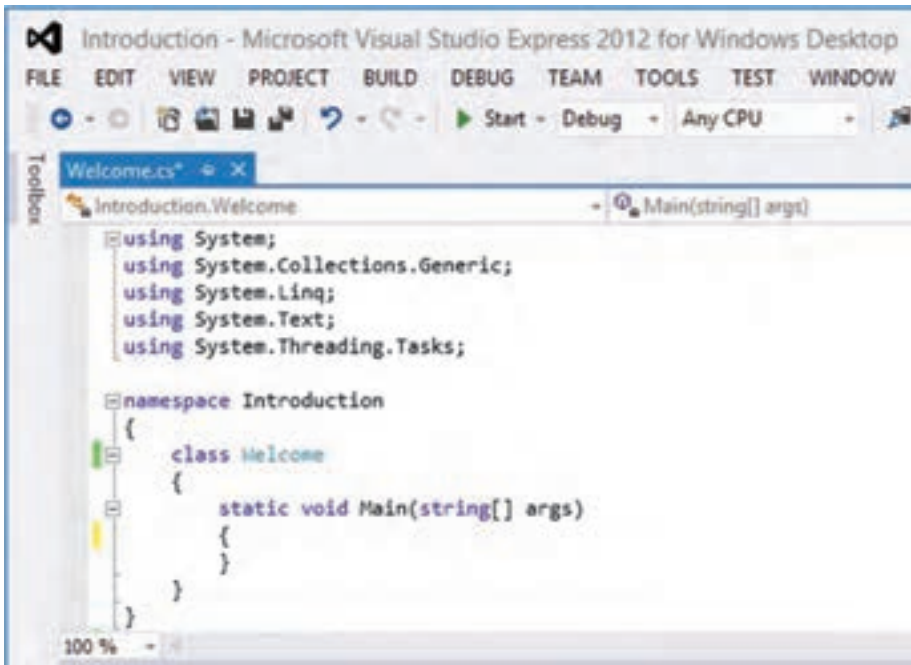 Introduction - Microsoft Visual Studio Express 2012 for Windows Desktop
FILE EDIT VIEW PROJECT BUILD DEBUG TEAM TOOLS TEST WINDOW
Start Debug Any CPU
Toolbox
Welcome.cs*
Introduction.Welcome Main(string[] args)
using System;
using System.Collections.Generic;
using System.Linq;
using System.Text;
using System.Threading.Tasks;
namespace Introduction
{
class Welcome
{
static void Main(string[] args)
{
}
}
}
100 %